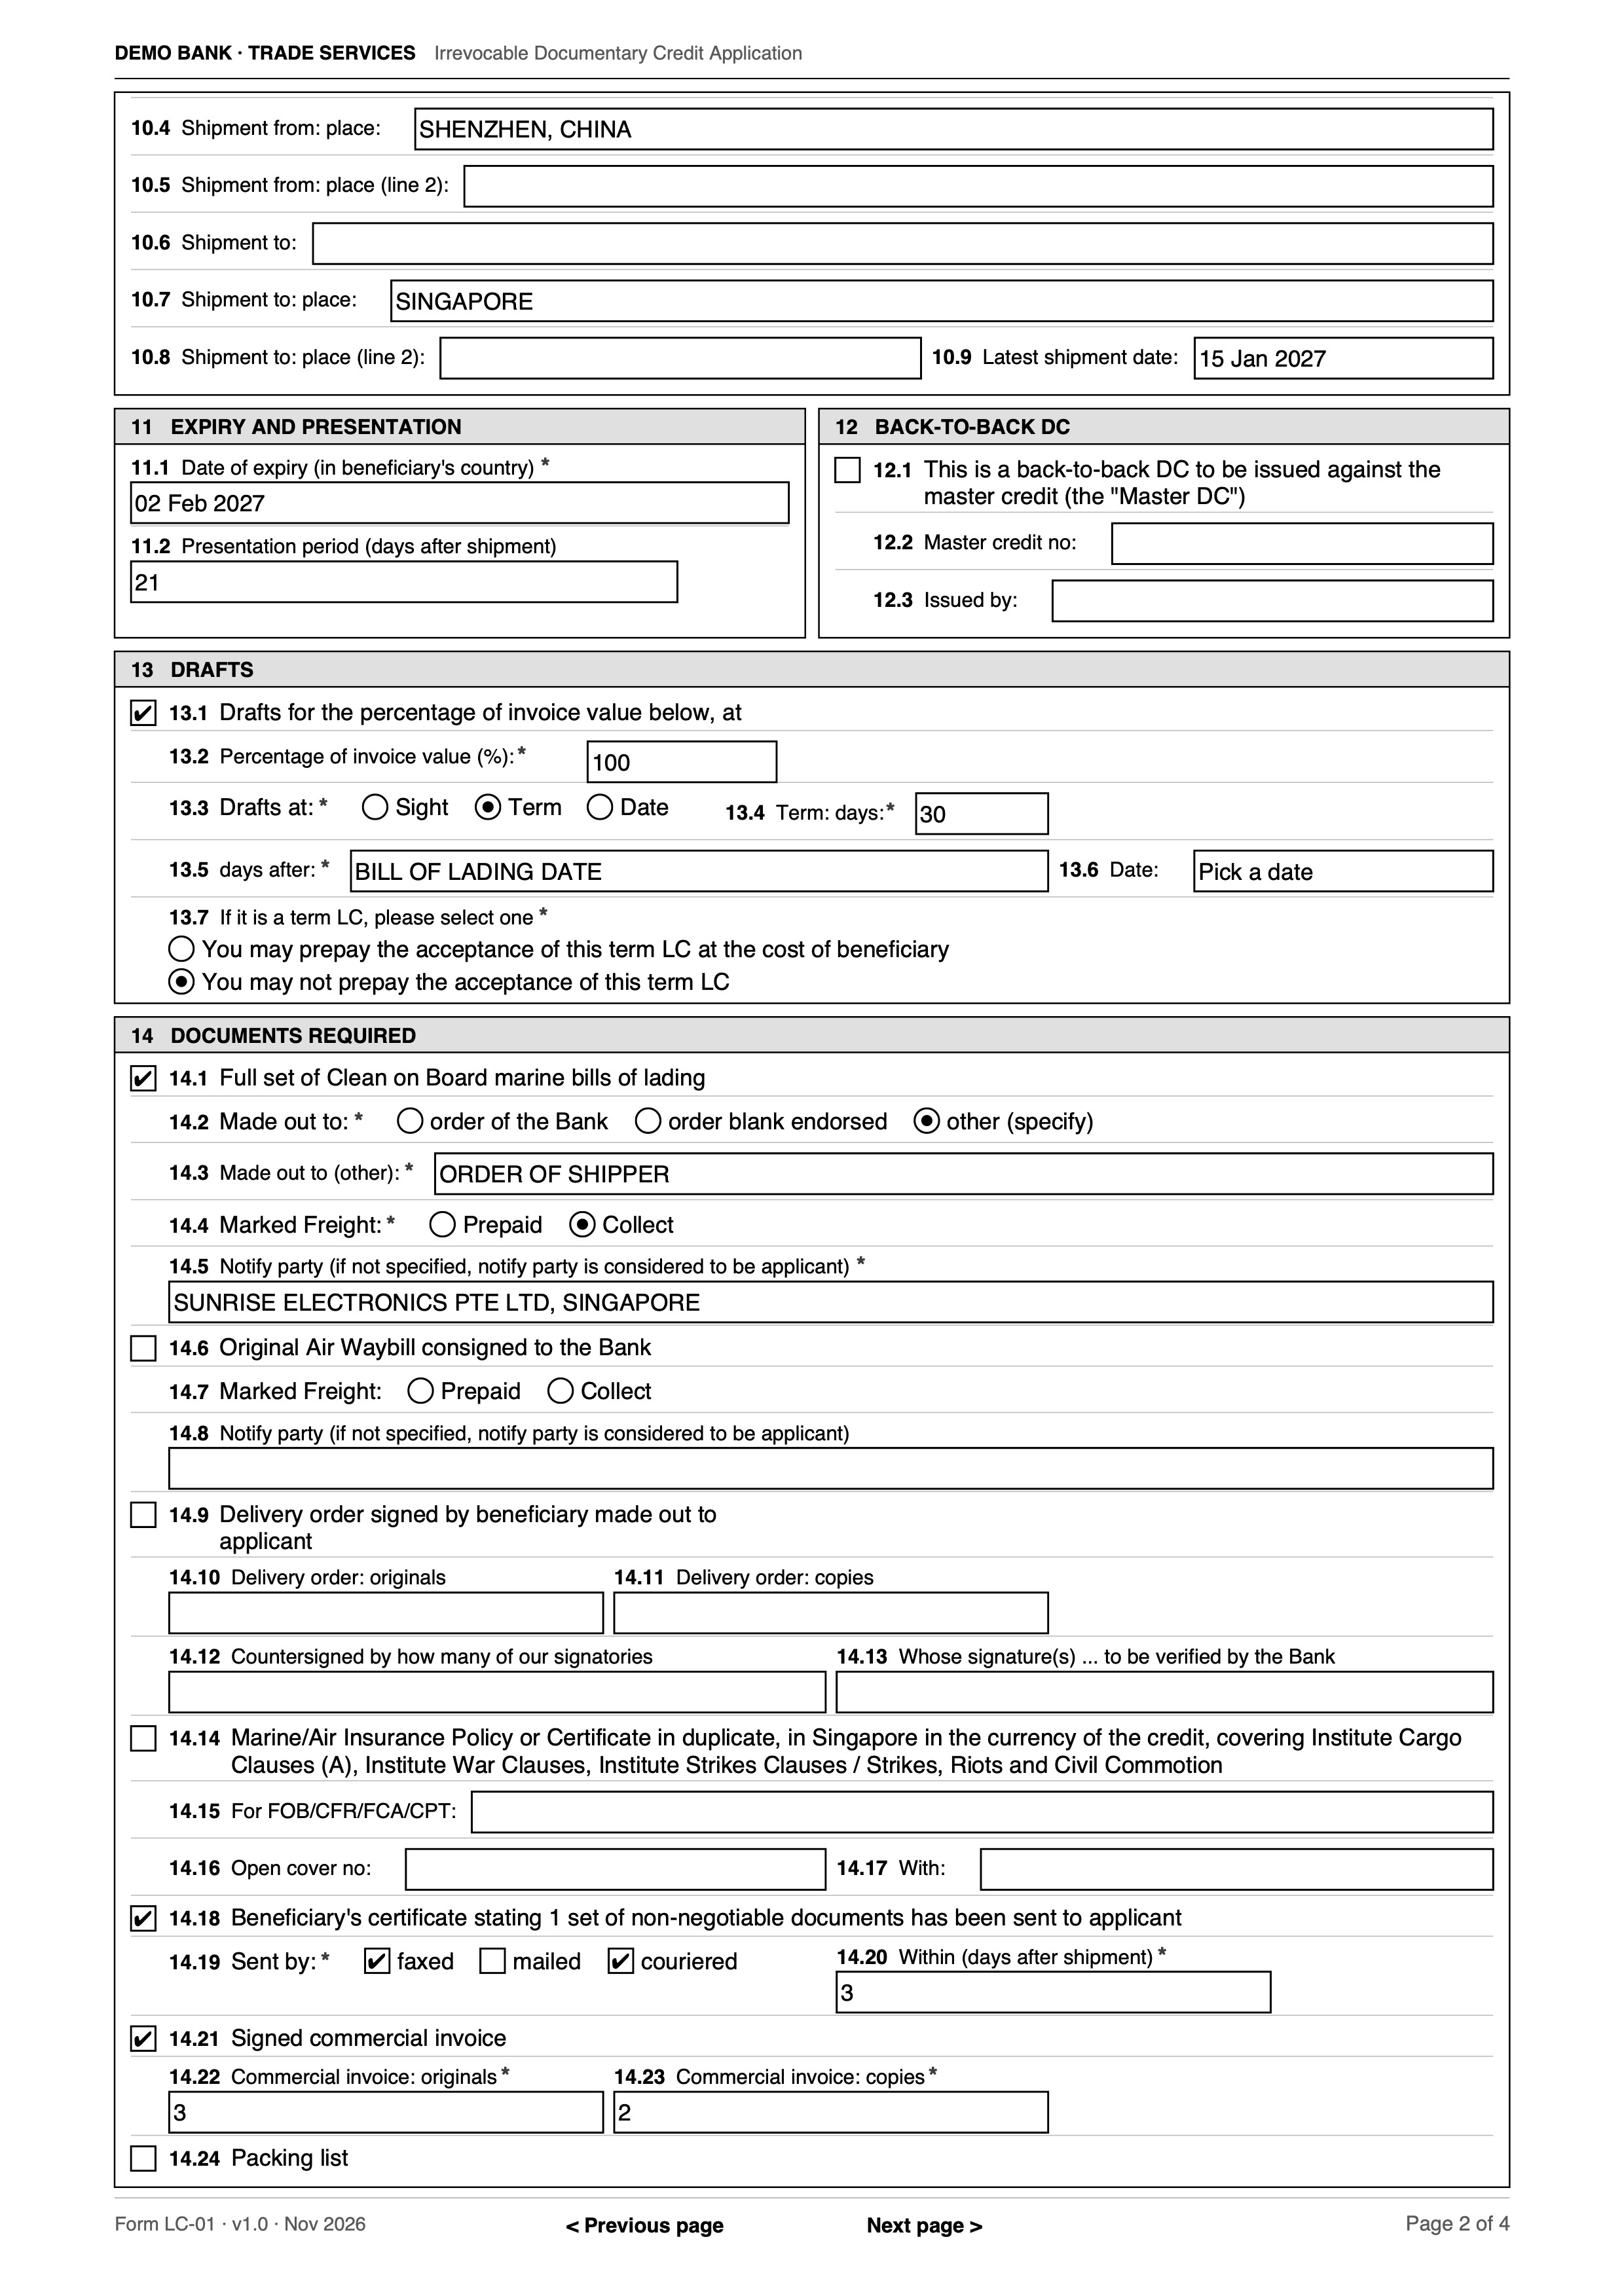 DEMO BANK · TRADE SERVICES Irrevocable Documentary Credit Application
10.4 Shipment from: place: SHENZHEN, CHINA
10.5 Shipment from: place (line 2):
10.6 Shipment to:
10.7 Shipment to: place: SINGAPORE
10.8 Shipment to: place (line 2): 10.9 Latest shipment date: 15 Jan 2027
11 EXPIRY AND PRESENTATION
11.1 Date of expiry (in beneficiary's country) *
02 Feb 2027
11.2 Presentation period (days after shipment)
21
12 BACK-TO-BACK DC
12.1 This is a back-to-back DC to be issued against the
master credit (the "Master DC")
12.2 Master credit no:
12.3 Issued by:
13 DRAFTS
✔ 13.1 Drafts for the percentage of invoice value below, at
13.2 Percentage of invoice value (%): * 100
13.3 Drafts at: * Sight Term Date 13.4 Term: days: * 30
13.5 days after: * BILL OF LADING DATE 13.6 Date: Pick a date
13.7 If it is a term LC, please select one *
You may prepay the acceptance of this term LC at the cost of beneficiary
You may not prepay the acceptance of this term LC
14 DOCUMENTS REQUIRED
✔ 14.1 Full set of Clean on Board marine bills of lading
14.2 Made out to: * order of the Bank order blank endorsed other (specify)
14.3 Made out to (other): * ORDER OF SHIPPER
14.4 Marked Freight: * Prepaid Collect
14.5 Notify party (if not specified, notify party is considered to be applicant) *
SUNRISE ELECTRONICS PTE LTD, SINGAPORE
14.6 Original Air Waybill consigned to the Bank
14.7 Marked Freight: Prepaid Collect
14.8 Notify party (if not specified, notify party is considered to be applicant)
14.9 Delivery order signed by beneficiary made out to
applicant
14.10 Delivery order: originals 14.11 Delivery order: copies
14.12 Countersigned by how many of our signatories 14.13 Whose signature(s) ... to be verified by the Bank
14.14 Marine/Air Insurance Policy or Certificate in duplicate, in Singapore in the currency of the credit, covering Institute Cargo
Clauses (A), Institute War Clauses, Institute Strikes Clauses / Strikes, Riots and Civil Commotion
14.15 For FOB/CFR/FCA/CPT:
14.16 Open cover no: 14.17 With:
✔ 14.18 Beneficiary's certificate stating 1 set of non-negotiable documents has been sent to applicant
14.19 Sent by: * ✔ faxed mailed ✔ couriered 14.20 Within (days after shipment) *
3
✔ 14.21 Signed commercial invoice
14.22 Commercial invoice: originals * 14.23 Commercial invoice: copies *
3 2
14.24 Packing list
Form LC-01 · v1.0 · Nov 2026 < Previous page Next page > Page 2 of 4